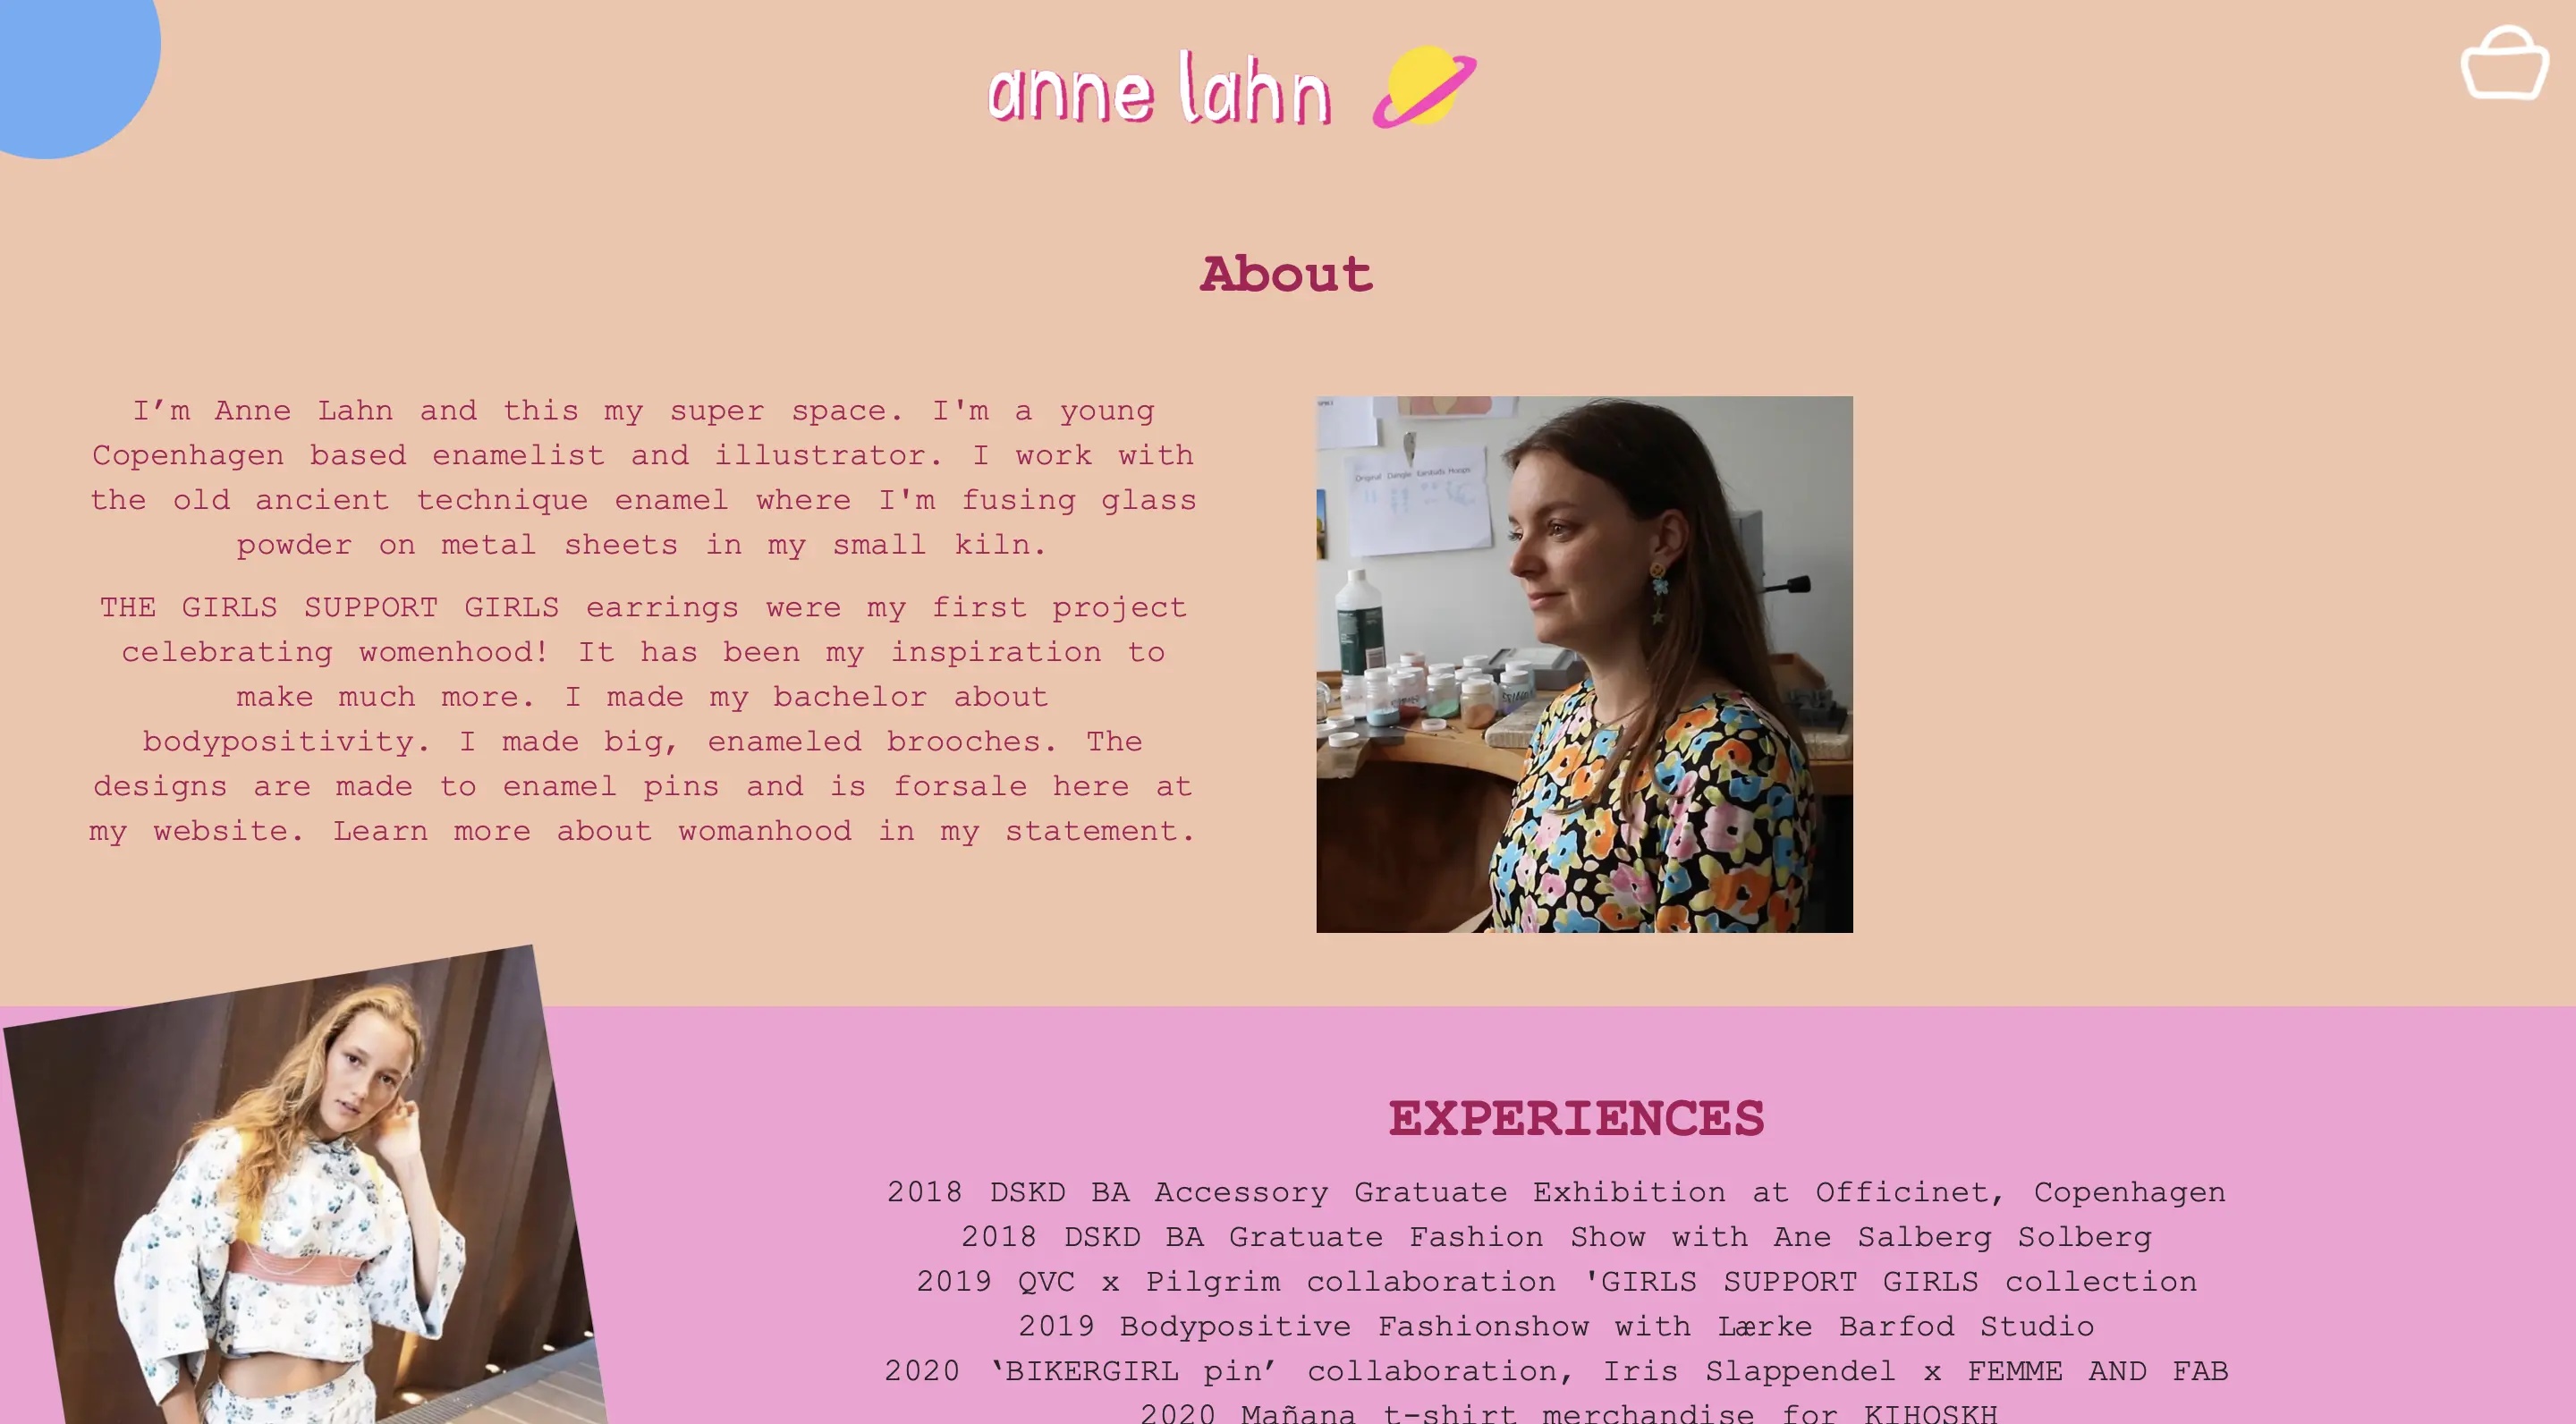 anne lahn
About
I’m Anne Lahn and this my super space. I'm a young
Copenhagen based enamelist and illustrator. I work with
the old ancient technique enamel where I'm fusing glass
powder on metal sheets in my small kiln.
THE GIRLS SUPPORT GIRLS earrings were my first project
celebrating womenhood! It has been my inspiration to
make much more. I made my bachelor about
bodypositivity. I made big, enameled brooches. The
designs are made to enamel pins and is forsale here at
my website. Learn more about womanhood in my statement.
Original Dangle Earstuds Hoops
EXPERIENCES
2018 DSKD BA Accessory Gratuate Exhibition at Officinet, Copenhagen
2018 DSKD BA Gratuate Fashion Show with Ane Salberg Solberg
2019 QVC x Pilgrim collaboration 'GIRLS SUPPORT GIRLS collection
2019 Bodypositive Fashionshow with Lærke Barfod Studio
2020 ‘BIKERGIRL pin’ collaboration, Iris Slappendel x FEMME AND FAB
2020 Mañana t-shirt merchandise for KIHOSKH